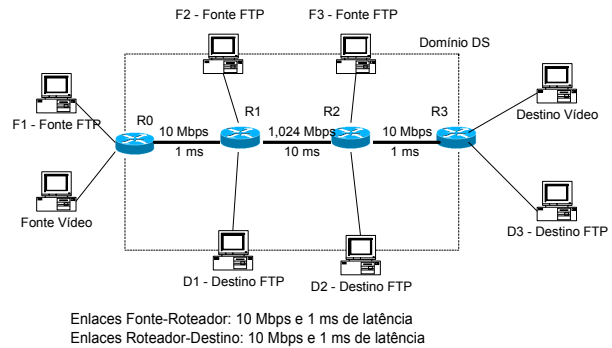 F2 - Fonte FTP
F3 - Fonte FTP
Domínio DS
R0
R1
R2
R3
F1 - Fonte FTP
10 Mbps
1,024 Mbps
10 Mbps
Destino Vídeo
1 ms
10 ms
1 ms
Fonte Vídeo
D3 - Destino FTP
D1 - Destino FTP
D2 - Destino FTP
Enlaces Fonte-Roteador: 10 Mbps e 1 ms de latência
Enlaces Roteador-Destino: 10 Mbps e 1 ms de latência